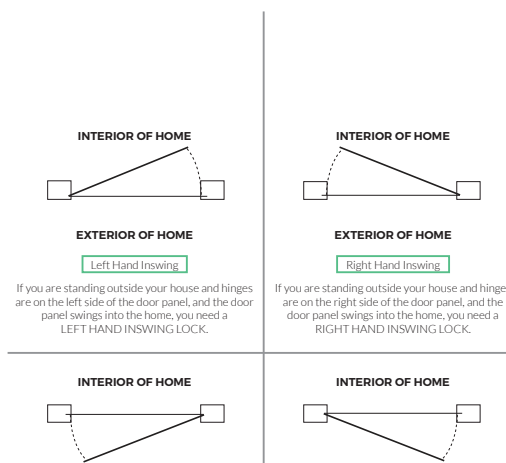 INTERIOR OF HOME
EXTERIOR OF HOME
Left Hand Inswing
If you are standing outside your house and hinges
are on the left side of the door panel, and the door
panel swings into the home, you need a
LEFT HAND INSWING LOCK.
INTERIOR OF HOME
EXTERIOR OF HOME
Right Hand Inswing
If you are standing outside your house and hinge
are on the right side of the door panel, and the
door panel swings into the home, you need a
RIGHT HAND INSWING LOCK.
INTERIOR OF HOME
INTERIOR OF HOME